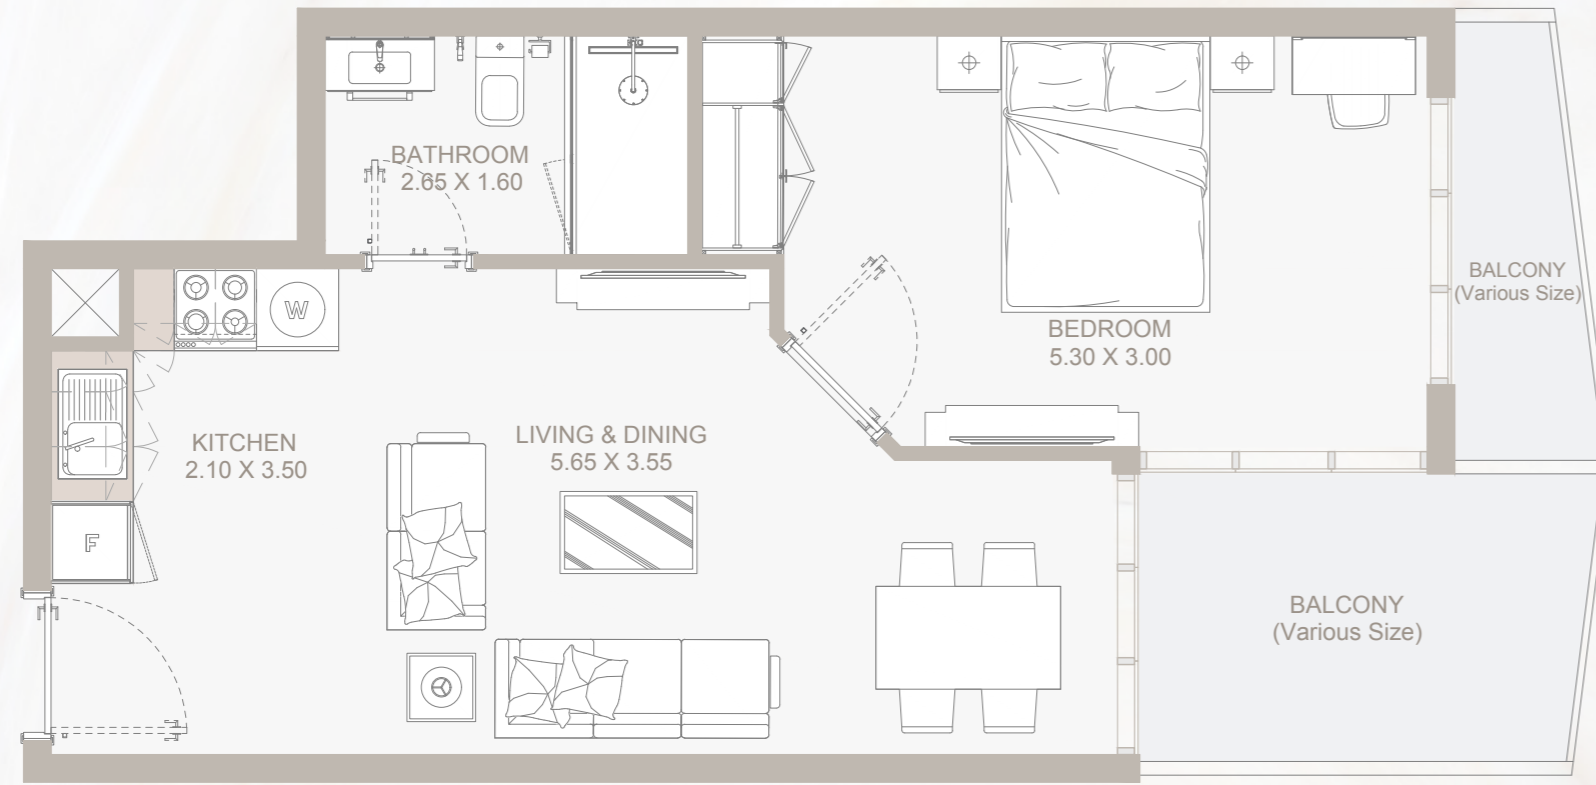 BATHROOM
2.65 X 1.60
BALCONY
(Various Size)
W
BEDROOM
5.30 X 3.00
KITCHEN
2.10 X 3.50
LIVING & DINING
5.65 X 3.55
F
BALCONY
(Various Size)